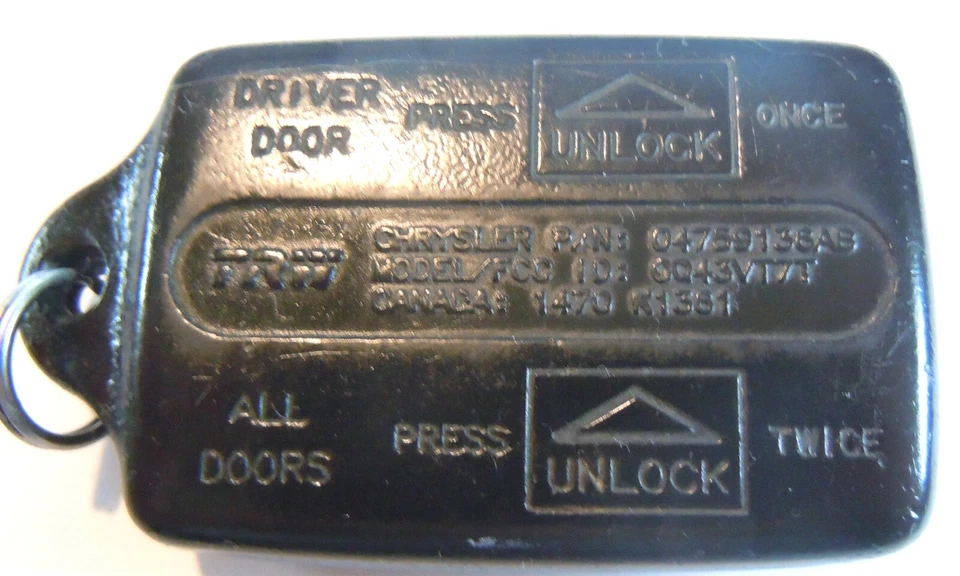 DRIVER DOOR PRESS UNLOCK ONCE
TRW
CHRYSLER P/N: 04759136AB
MODEL/FCC ID: GQ43VT7T
CANADA: 1470 K1361
ALL DOORS PRESS UNLOCK TWICE